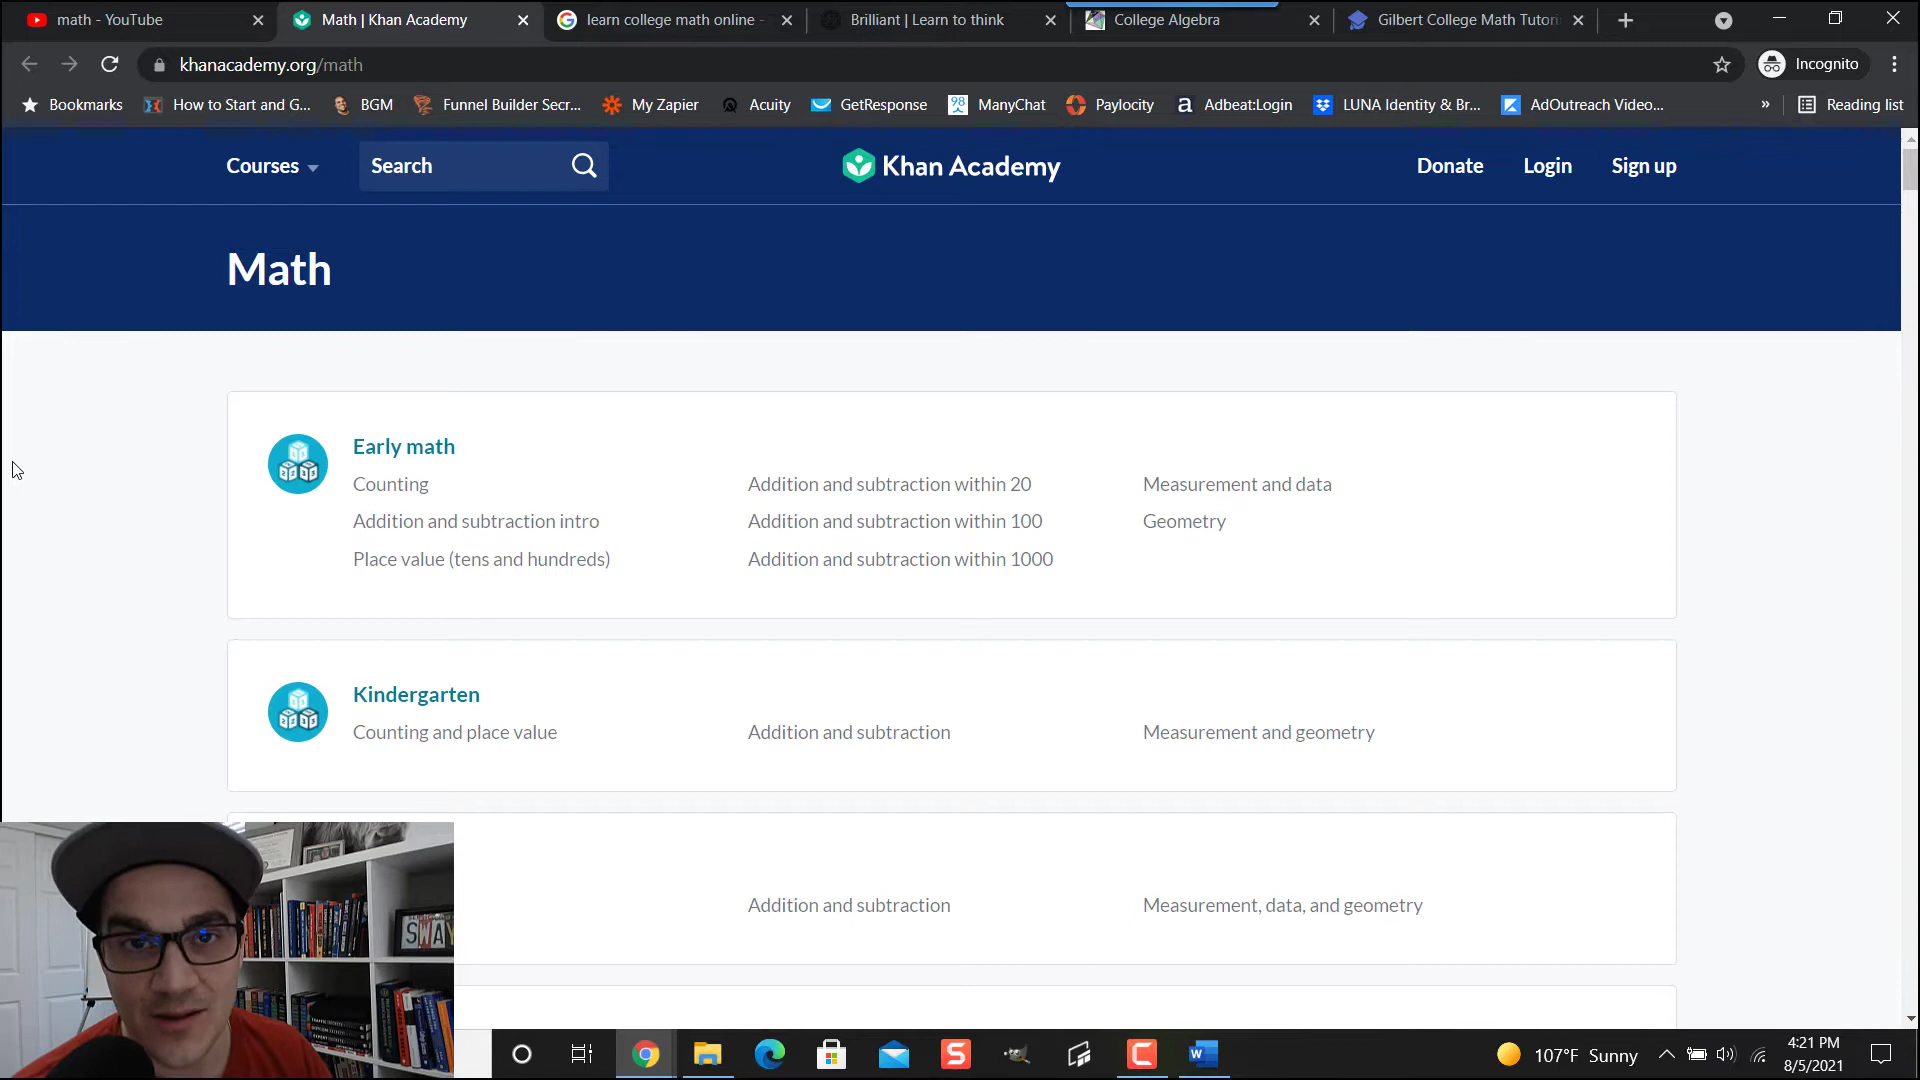 math - YouTube
Math | Khan Academy
learn college math online -
Brilliant | Learn to think
College Algebra
Gilbert College Math Tutori
khanacademy.org/math
Incognito
Bookmarks
How to Start and G...
BGM
Funnel Builder Secr...
My Zapier
Acuity
GetResponse
98
ManyChat
Paylocity
a
Adbeat:Login
LUNA Identity & Br...
AdOutreach Video...
»
Reading list
Courses
Search
Khan Academy
Donate
Login
Sign up
Math
Early math
Counting
Addition and subtraction within 20
Measurement and data
Addition and subtraction intro
Addition and subtraction within 100
Geometry
Place value (tens and hundreds)
Addition and subtraction within 1000
Kindergarten
Counting and place value
Addition and subtraction
Measurement and geometry
Addition and subtraction
Measurement, data, and geometry
SWAY
S
C
W
107°F Sunny
4:21 PM
8/5/2021